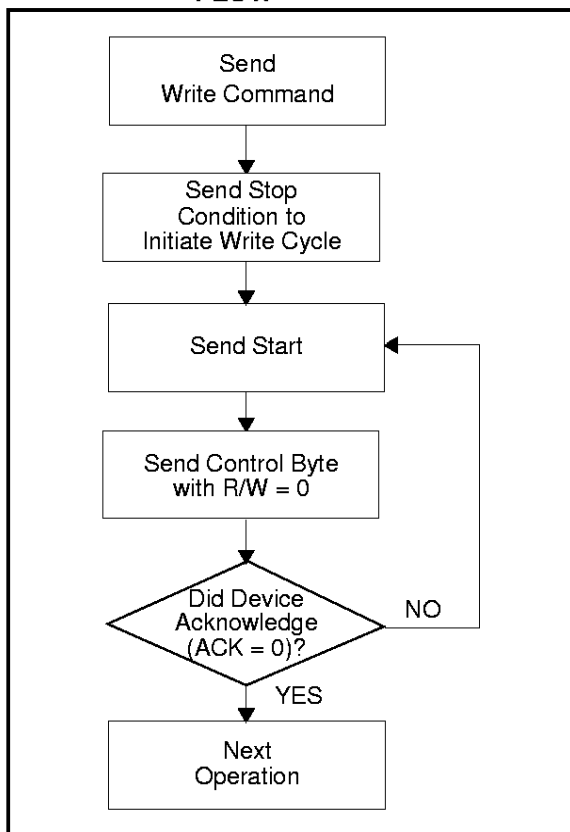 Send
Write Command
Send Stop
Condition to
Initiate Write Cycle
Send Start
Send Control Byte
with R/W = 0
Did Device
Acknowledge
(ACK = 0)?
NO
YES
Next
Operation